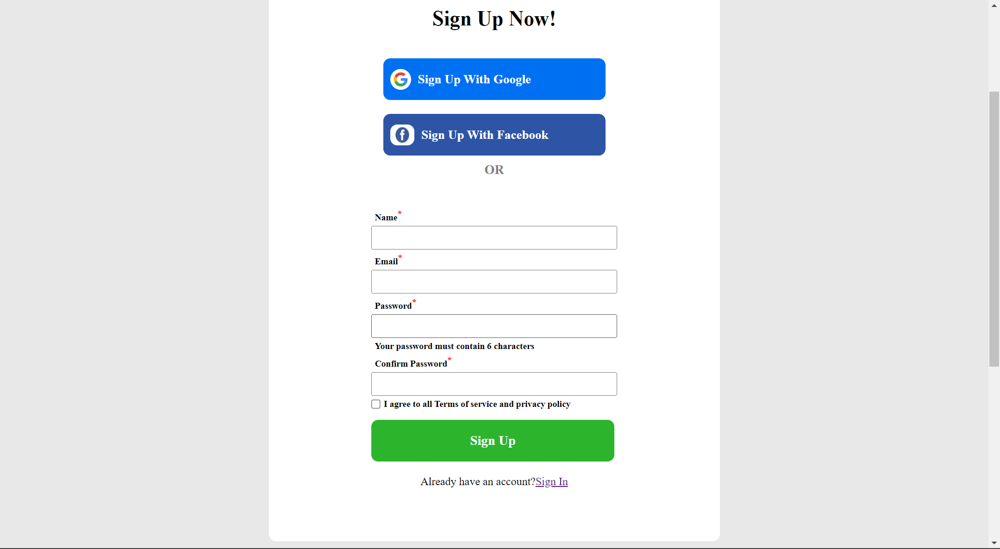 Sign Up Now!
Sign Up With Google
Sign Up With Facebook
OR
Name*
Email*
Password*
Your password must contain 6 characters
Confirm Password*
I agree to all Terms of service and privacy policy
Sign Up
Already have an account?Sign In